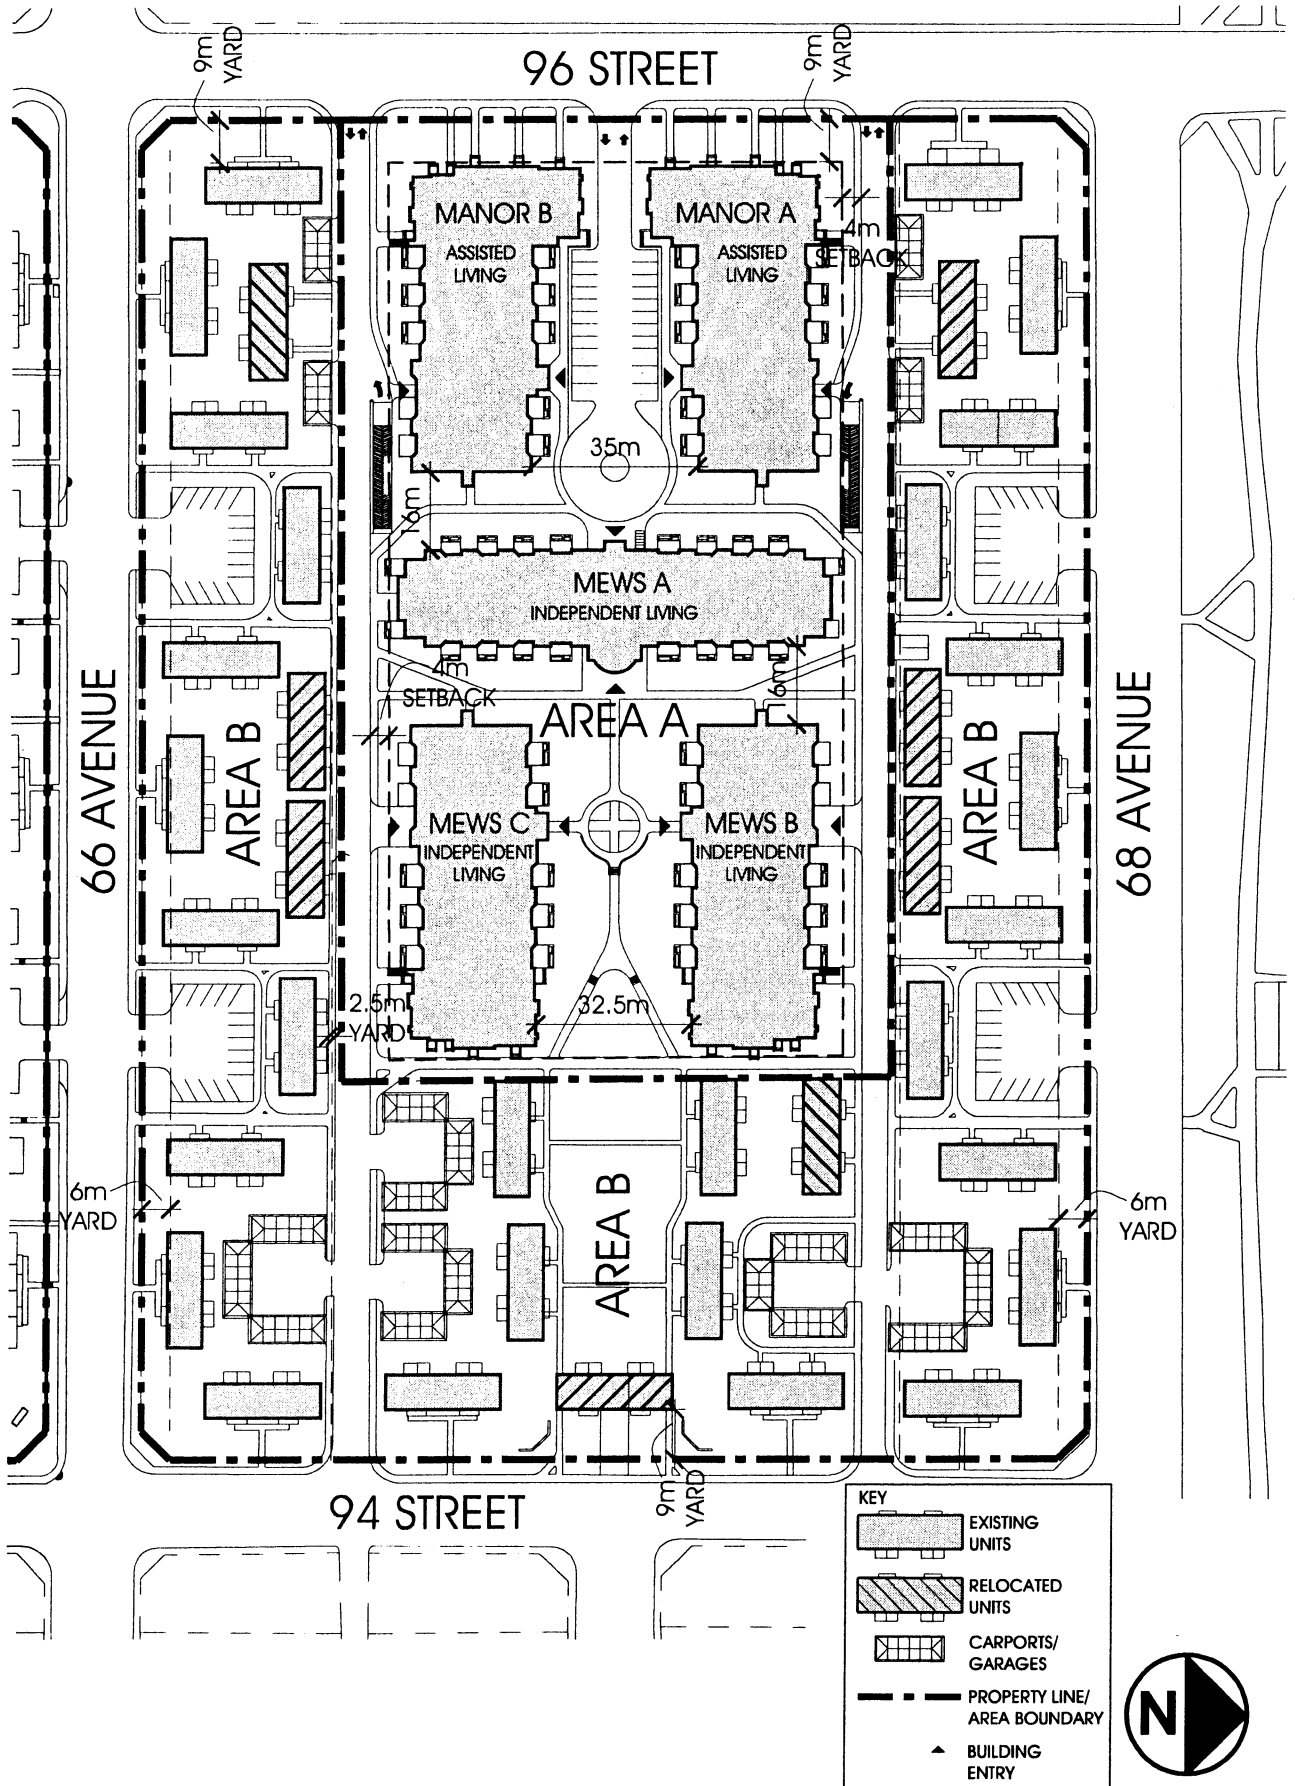 96 STREET
9m
YARD
9m
YARD
MANOR B
ASSISTED
LIVING
MANOR A
ASSISTED
LIVING
4m
SETBACK
35m
16m
MEWS A
INDEPENDENT LIVING
4m
SETBACK
16m
AREA A
66 AVENUE
AREA B
AREA B
68 AVENUE
MEWS C
INDEPENDENT
LIVING
MEWS B
INDEPENDENT
LIVING
2.5m
YARD
32.5m
AREA B
6m
YARD
6m
YARD
9m
YARD
94 STREET
KEY
EXISTING
UNITS
RELOCATED
UNITS
CARPORTS/
GARAGES
PROPERTY LINE/
AREA BOUNDARY
BUILDING
ENTRY
N